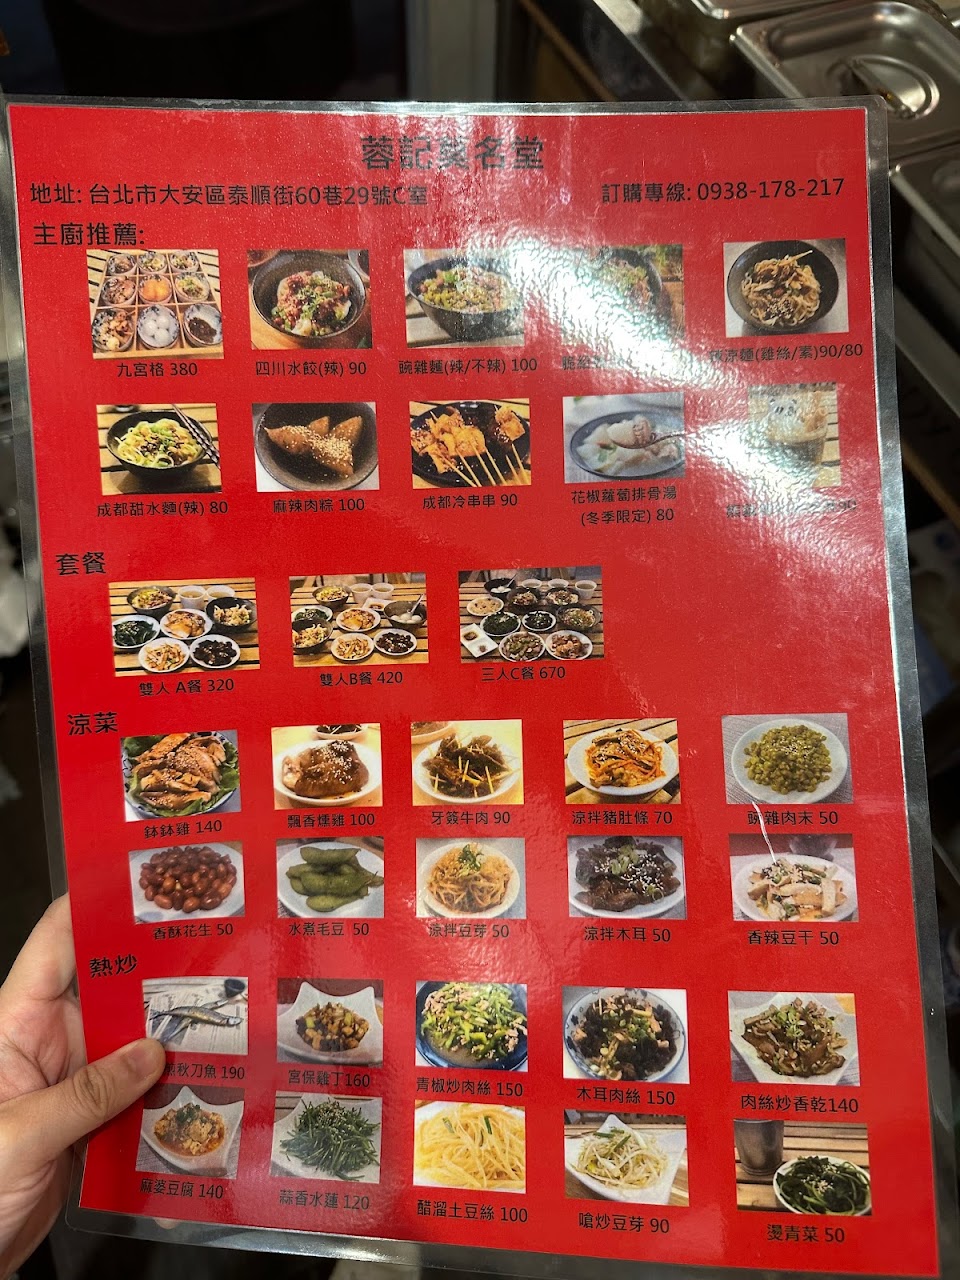 蓉記萬名堂
地址: 台北市大安區泰順街60巷29號C室
訂購專線: 0938-178-217
主廚推薦:
九宮格 380
四川水餃(辣) 90
豌雜麵(辣/不辣) 100
涼麵(雞絲/素)90/80
成都甜水麵(辣) 80
麻辣肉粽 100
成都冷串串 90
花椒蘿蔔排骨湯
(冬季限定) 80
套餐
雙人 A餐 320
雙人B餐 420
三人C餐 670
涼菜
鉢鉢雞 140
飄香燻雞 100
牙簽牛肉 90
涼拌豬肚條 70
豌雜肉末 50
香酥花生 50
水煮毛豆 50
涼拌豆芽 50
涼拌木耳 50
香辣豆干 50
熱炒
秋刀魚 190
宮保雞丁160
青椒炒肉絲 150
木耳肉絲 150
肉絲炒香乾140
麻婆豆腐 140
蒜香水蓮 120
醋溜土豆絲 100
嗆炒豆芽 90
燙青菜 50